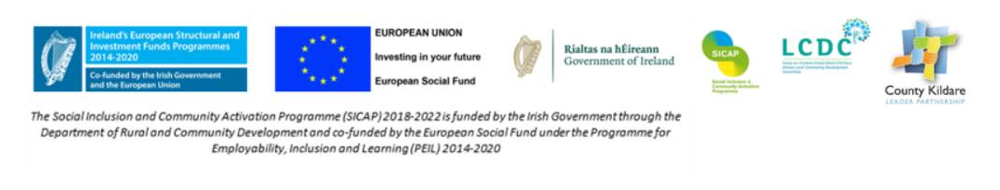 Ireland's European Structural and
Investment Funds Programmes
2014-2020
Co-funded by the Irish Government
and the European Union
EUROPEAN UNION
Investing in your future
European Social Fund
Rialtas na hÉireann
Government of Ireland
SICAP
Social Inclusion &
Community Activation
Programme
LCDC
County Kildare
LEADER PARTNERSHIP
The Social Inclusion and Community Activation Programme (SICAP) 2018-2022 is funded by the Irish Government through the
Department of Rural and Community Development and co-funded by the European Social Fund under the Programme for
Employability, Inclusion and Learning (PEIL) 2014-2020